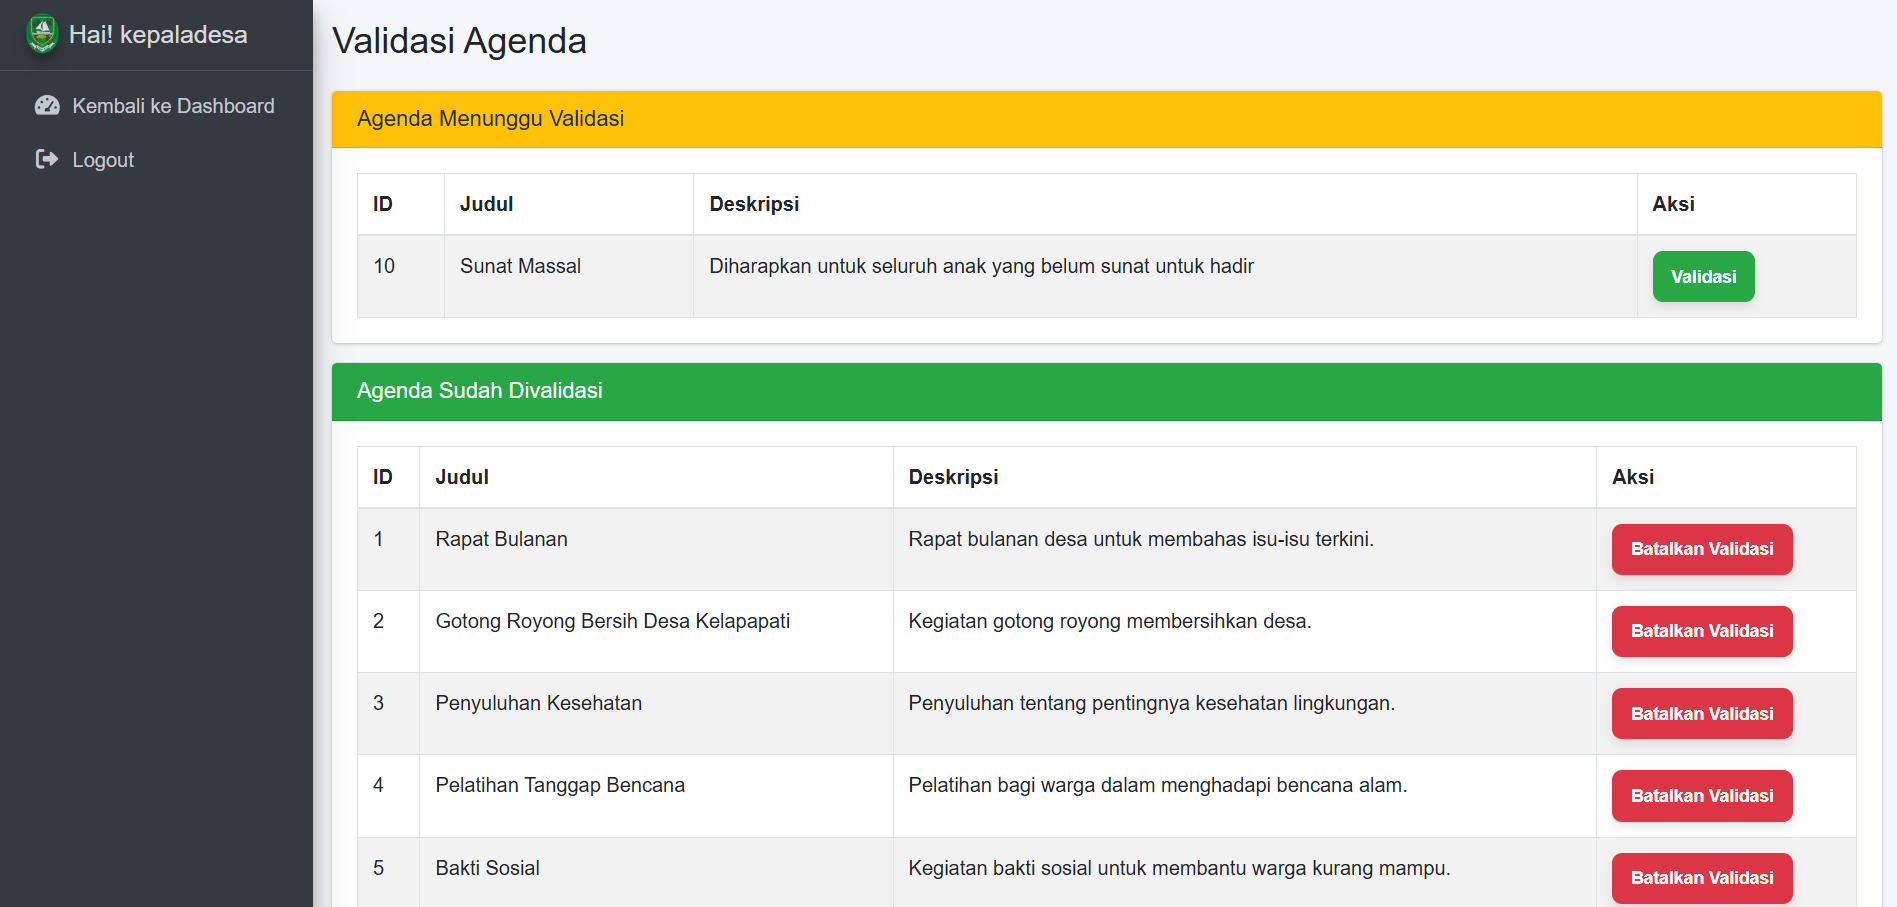 Hai! kepaladesa
Kembali ke Dashboard
Logout
Validasi Agenda
Agenda Menunggu Validasi
ID Judul Deskripsi Aksi
10 Sunat Massal Diharapkan untuk seluruh anak yang belum sunat untuk hadir Validasi
Agenda Sudah Divalidasi
ID Judul Deskripsi Aksi
1 Rapat Bulanan Rapat bulanan desa untuk membahas isu-isu terkini. Batalkan Validasi
2 Gotong Royong Bersih Desa Kelapapati Kegiatan gotong royong membersihkan desa. Batalkan Validasi
3 Penyuluhan Kesehatan Penyuluhan tentang pentingnya kesehatan lingkungan. Batalkan Validasi
4 Pelatihan Tanggap Bencana Pelatihan bagi warga dalam menghadapi bencana alam. Batalkan Validasi
5 Bakti Sosial Kegiatan bakti sosial untuk membantu warga kurang mampu. Batalkan Validasi